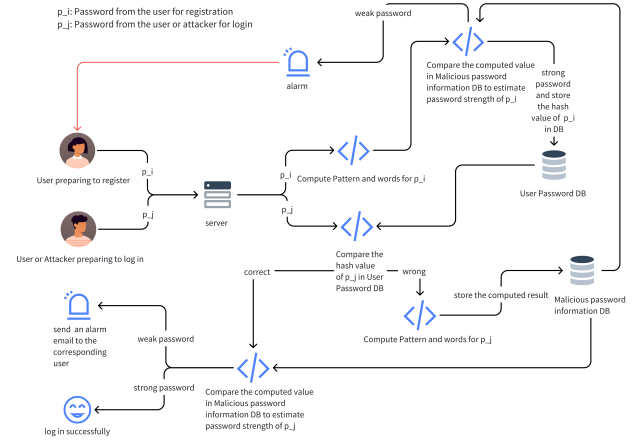 p_i: Password from the user for registration
p_j: Password from the user or attacker for login
weak password
alarm
Compare the computed value
in Malicious password
information DB to estimate
password strength of p_i
strong
password
and store
the hash
value of p_i
in DB
User preparing to register
p_i
p_j
server
p_i
p_j
Compute Pattern and words for p_i
User Password DB
User or Attacker preparing to log in
Compare the
hash value
of p_j in User
Password DB
correct
wrong
store the computed result
Malicious password
information DB
Compute Pattern and words for p_j
send an alarm
email to the
corresponding
user
weak password
strong password
log in successfully
Compare the computed value
in Malicious password
information DB to estimate
password strength of p_j